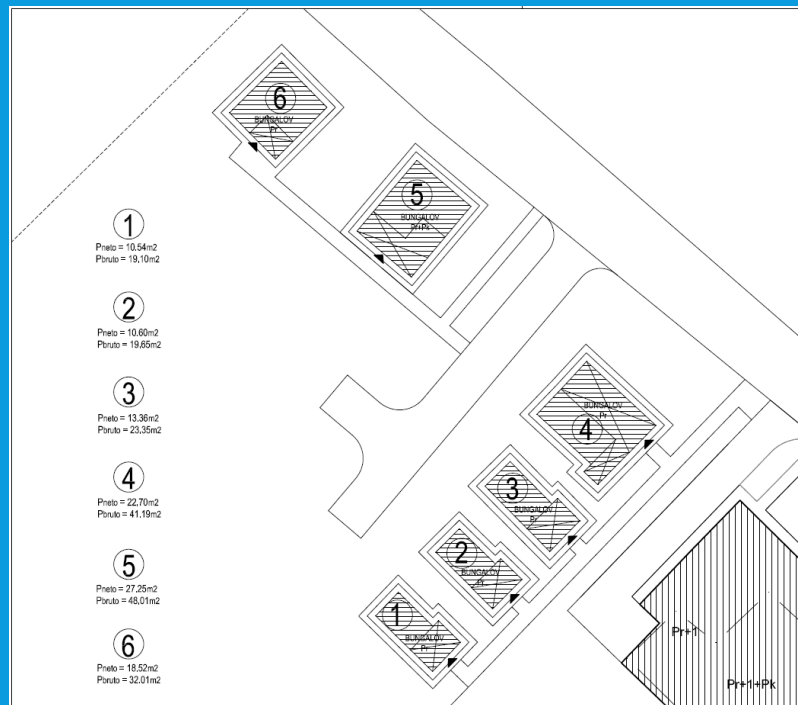 1
Pneto = 10,54m2
Pbruto = 19,10m2
2
Pneto = 10,60m2
Pbruto = 19,65m2
3
Pneto = 13,36m2
Pbruto = 23,35m2
4
Pneto = 22,70m2
Pbruto = 41,19m2
5
Pneto = 27,25m2
Pbruto = 48,01m2
6
Pneto = 18,52m2
Pbruto = 32,01m2
6
BUNGALOV
Pr
5
BUNGALOV
Pr+Pk
BUNGALOV
Pr
4
3
BUNGALOV
Pr
2
BUNGALOV
Pr
1
BUNGALOV
Pr
Pr+1
Pr+1+Pk